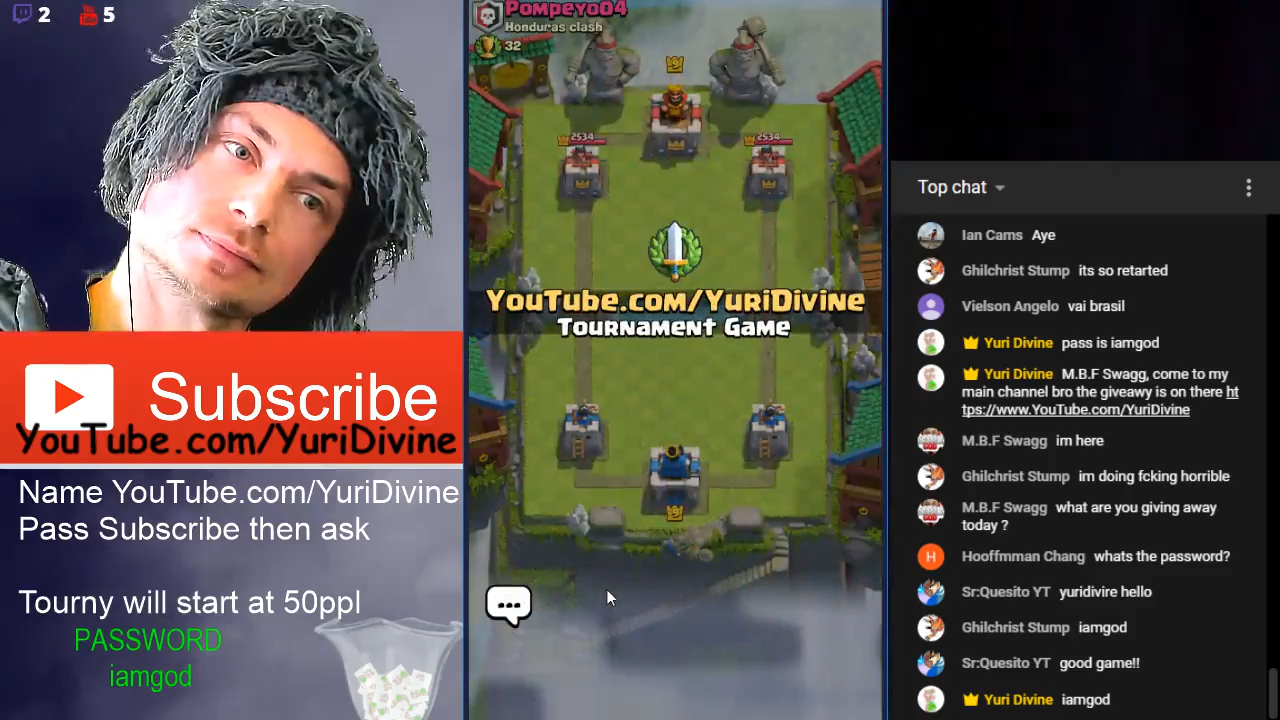 2 5
Subscribe
YouTube.com/YuriDivine
Name YouTube.com/YuriDivine
Pass Subscribe then ask
Tourny will start at 50ppl
PASSWORD
iamgod
Pompeyo04
Honduras clash
32
2534 2534
YouTube.com/YuriDivine
Tournament Game
Top chat
Ian Cams Aye
Ghilchrist Stump its so retarted
Vielson Angelo vai brasil
Yuri Divine pass is iamgod
Yuri Divine M.B.F Swagg, come to my
main channel bro the giveawy is on there ht
tps://www.YouTube.com/YuriDivine
M.B.F Swagg im here
Ghilchrist Stump im doing fcking horrible
M.B.F Swagg what are you giving away
today ?
Hooffmman Chang whats the password?
Sr:Quesito YT yuridivire hello
Ghilchrist Stump iamgod
Sr:Quesito YT good game!!
Yuri Divine iamgod